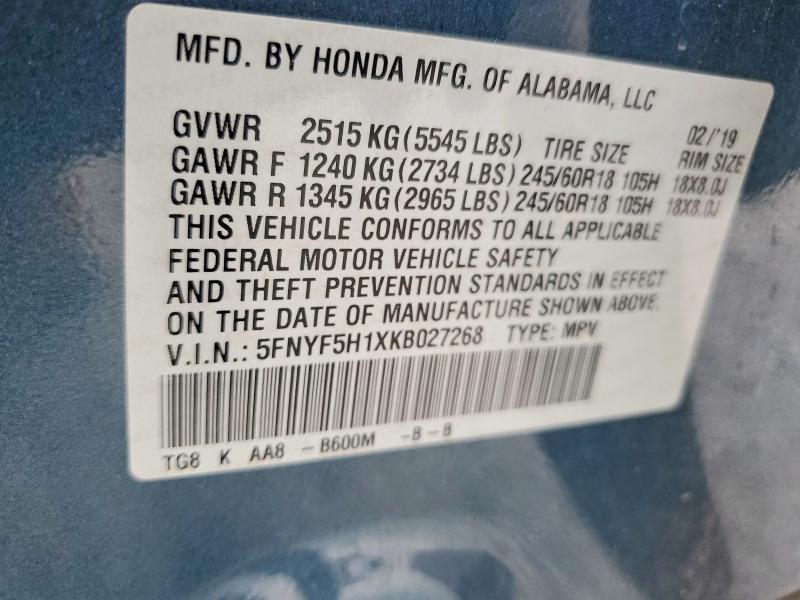 MFD. BY HONDA MFG. OF ALABAMA, LLC
02/'19
GVWR 2515 KG (5545 LBS) TIRE SIZE RIM SIZE
GAWR F 1240 KG (2734 LBS) 245/60R18 105H 18X8.0J
GAWR R 1345 KG (2965 LBS) 245/60R18 105H 18X8.0J
THIS VEHICLE CONFORMS TO ALL APPLICABLE
FEDERAL MOTOR VEHICLE SAFETY
AND THEFT PREVENTION STANDARDS IN EFFECT
ON THE DATE OF MANUFACTURE SHOWN ABOVE.
V.I.N.: 5FNYF5H1XKB027268 TYPE: MPV
TG8 K AA8 - B600M - B - B